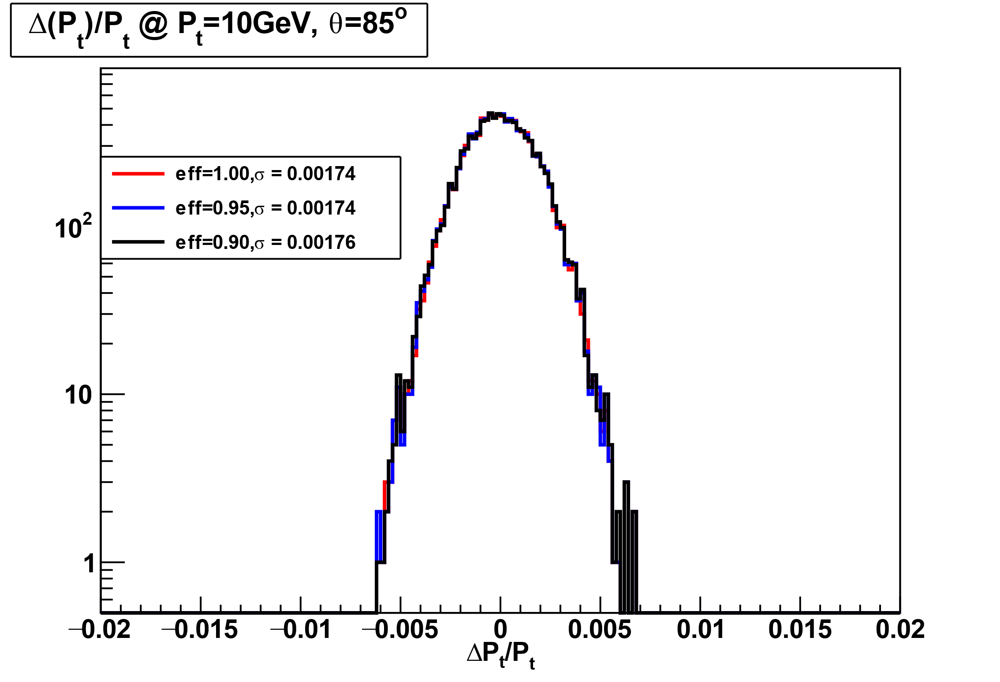 Δ(Pt)/Pt @ Pt=10GeV, θ=85o
eff=1.00,σ = 0.00174
eff=0.95,σ = 0.00174
eff=0.90,σ = 0.00176
10²
10
1
−0.02 −0.015 −0.01 −0.005 0 0.005 0.01 0.015 0.02
ΔPt/Pt